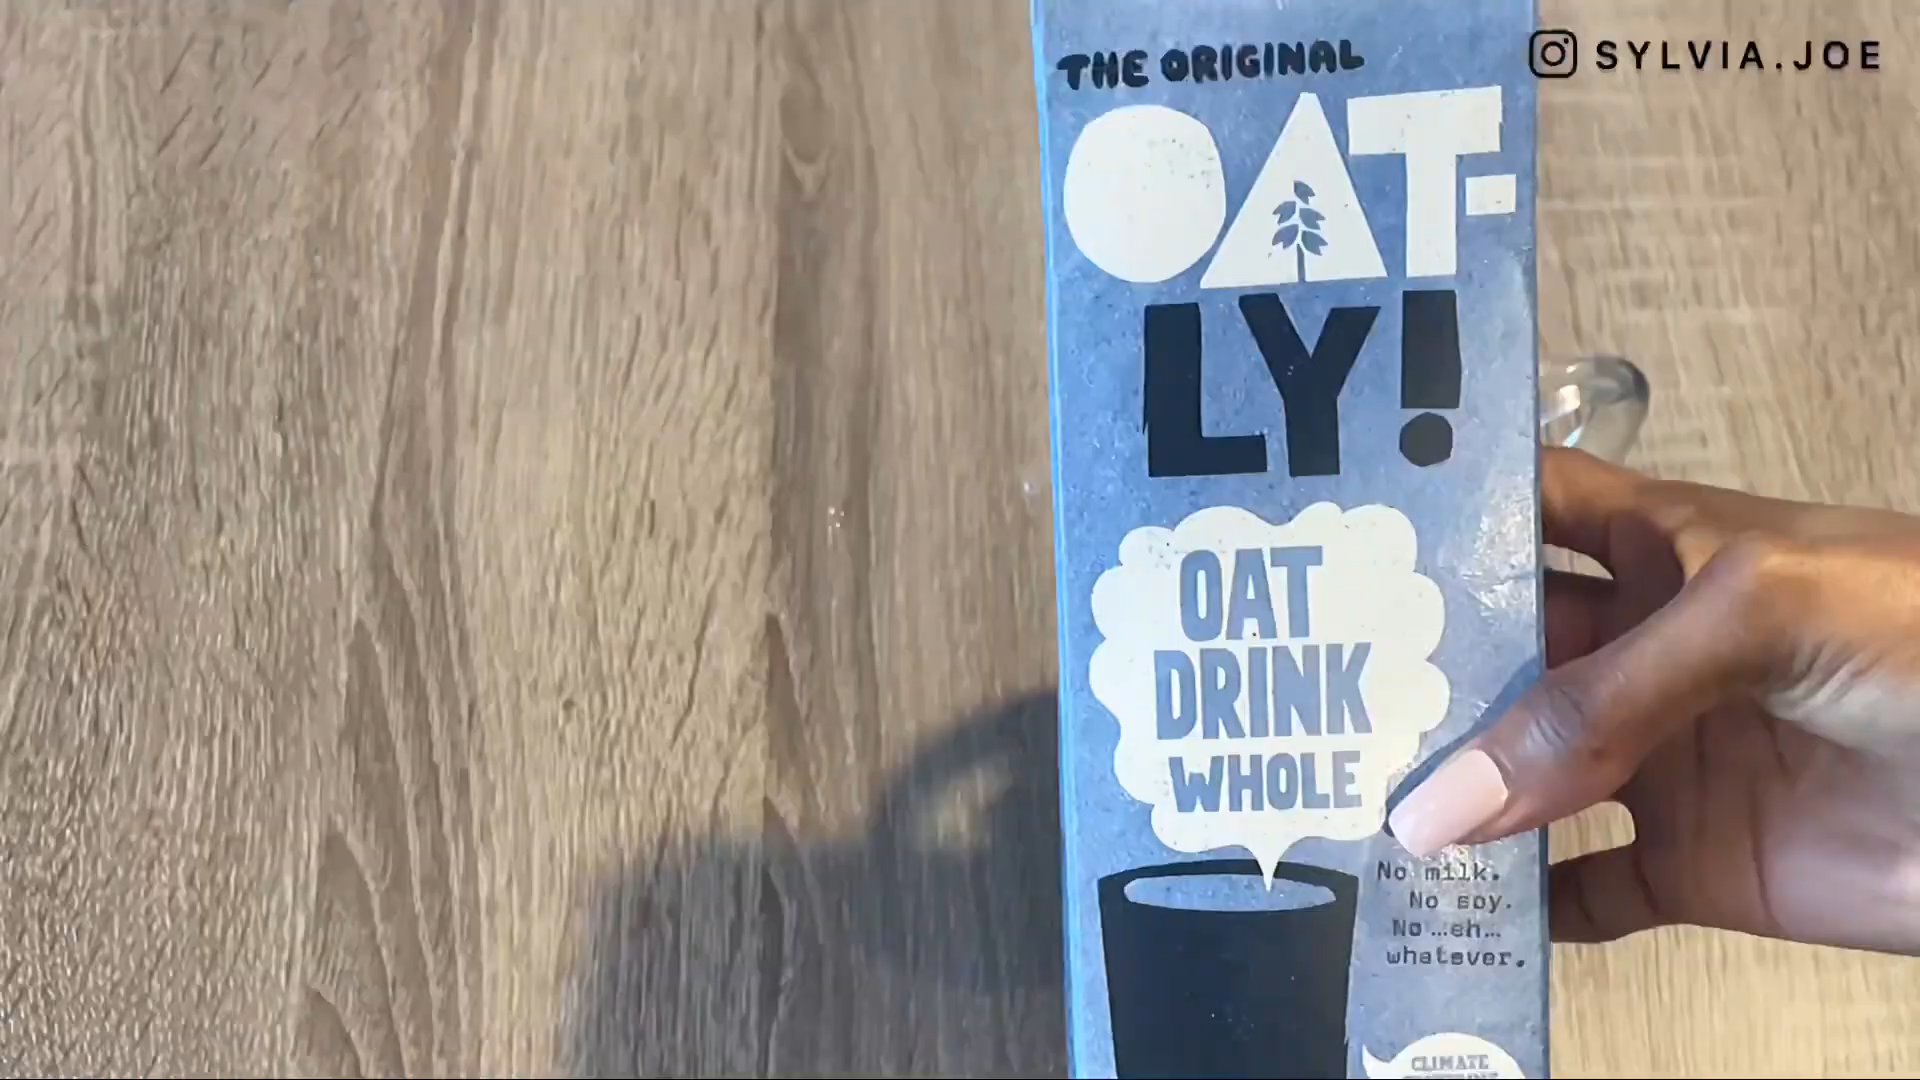 THE ORIGINAL
OAT-
LY!
OAT
DRINK
WHOLE
No milk.
No soy.
No...eh...
whatever.
CLIMATE
SYLVIA.JOE